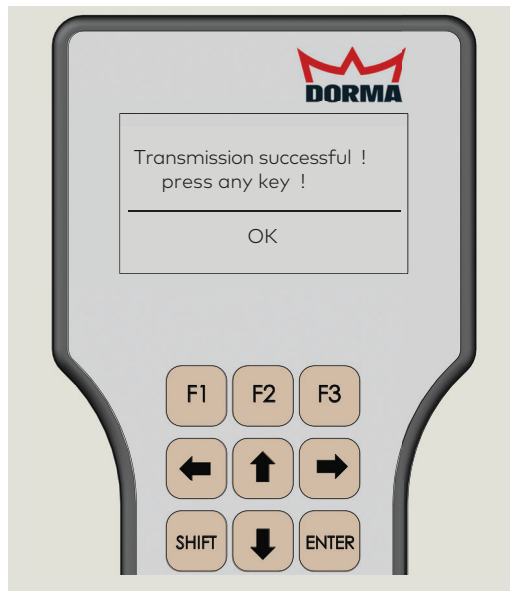 DORMA
Transmission successful !
press any key !
OK
F1 F2 F3
SHIFT ENTER